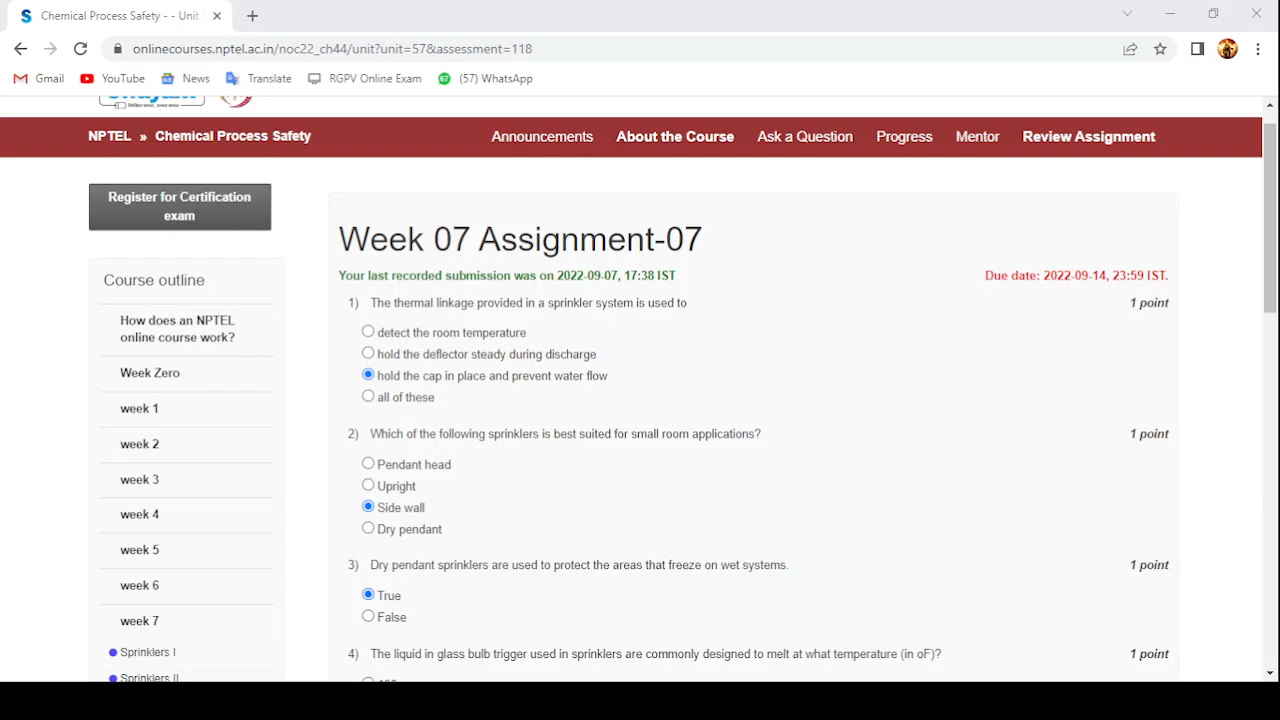 Chemical Process Safety - - Unit
onlinecourses.nptel.ac.in/noc22_ch44/unit?unit=57&assessment=118
Gmail YouTube News Translate RGPV Online Exam (57) WhatsApp
NPTEL » Chemical Process Safety Announcements About the Course Ask a Question Progress Mentor Review Assignment
Register for Certification
exam
Course outline
How does an NPTEL
online course work?
Week Zero
week 1
week 2
week 3
week 4
week 5
week 6
week 7
Sprinklers I
Sprinklers II
Week 07 Assignment-07
Your last recorded submission was on 2022-09-07, 17:38 IST Due date: 2022-09-14, 23:59 IST.
1) The thermal linkage provided in a sprinkler system is used to 1 point
detect the room temperature
hold the deflector steady during discharge
hold the cap in place and prevent water flow
all of these
2) Which of the following sprinklers is best suited for small room applications? 1 point
Pendant head
Upright
Side wall
Dry pendant
3) Dry pendant sprinklers are used to protect the areas that freeze on wet systems. 1 point
True
False
4) The liquid in glass bulb trigger used in sprinklers are commonly designed to melt at what temperature (in oF)? 1 point